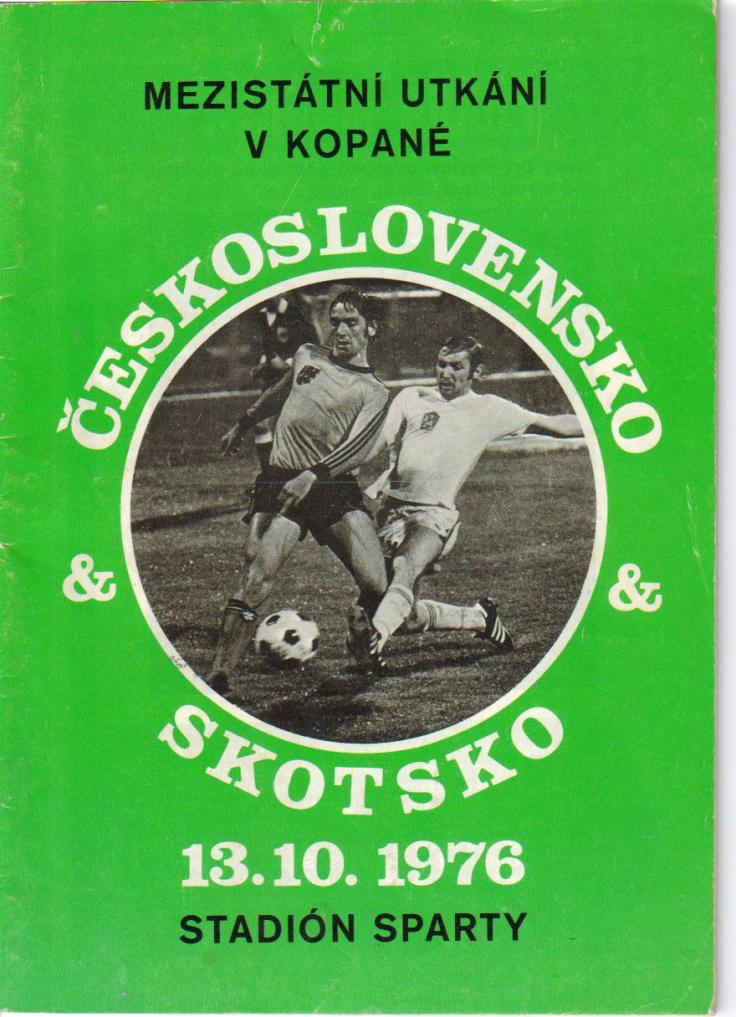 MEZISTÁTNÍ UTKÁNÍ
V KOPANÉ
ČESKOSLOVENSKO
& &
SKOTSKO
13.10.1976
STADIÓN SPARTY